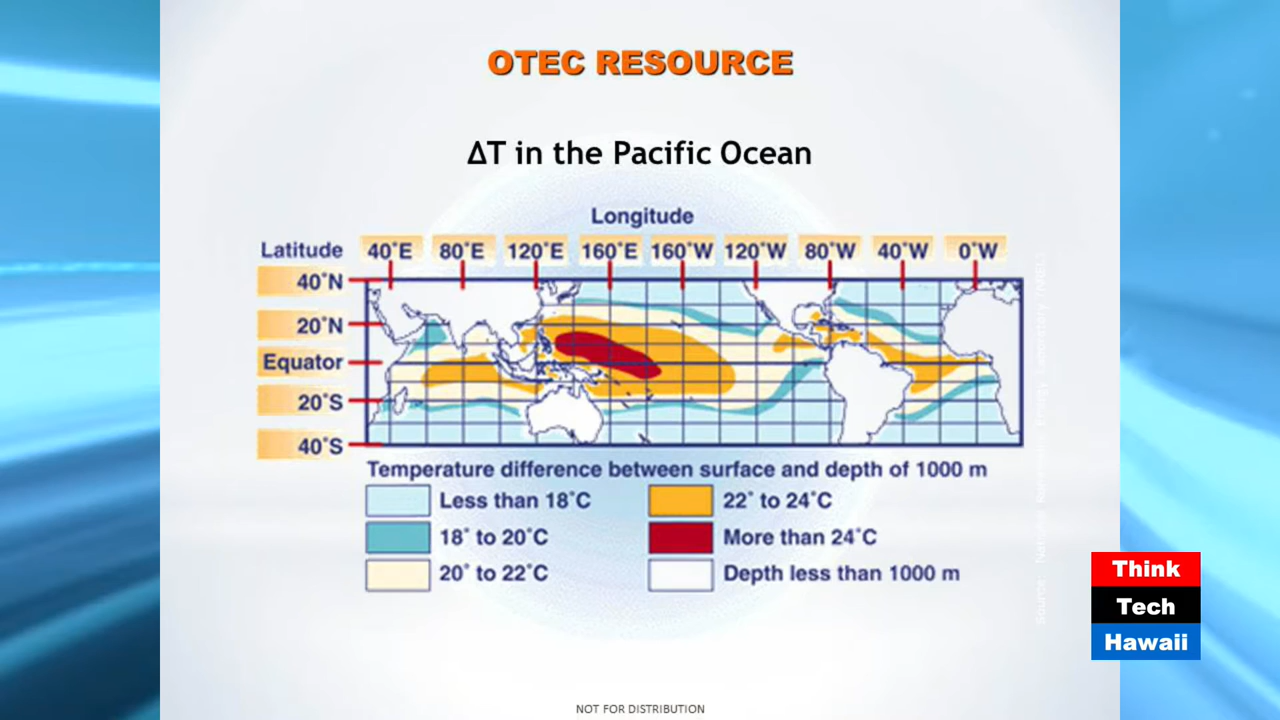 OTEC RESOURCE
ΔT in the Pacific Ocean
Longitude
Latitude 40°E 80°E 120°E 160°E 160°W 120°W 80°W 40°W 0°W
40°N
20°N
Equator
20°S
40°S
Temperature difference between surface and depth of 1000 m
Less than 18°C
18° to 20°C
20° to 22°C
22° to 24°C
More than 24°C
Depth less than 1000 m
Think
Tech
Hawaii
NOT FOR DISTRIBUTION